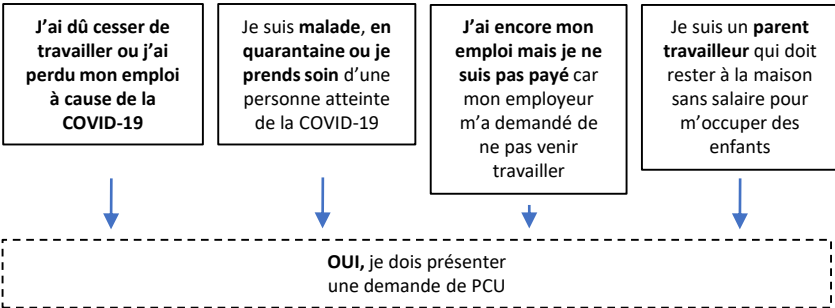 J’ai dû cesser de
travailler ou j’ai
perdu mon emploi
à cause de la
COVID-19
Je suis malade, en
quarantaine ou je
prends soin d’une
personne atteinte
de la COVID-19
J’ai encore mon
emploi mais je ne
suis pas payé car
mon employeur
m’a demandé de
ne pas venir
travailler
Je suis un parent
travailleur qui doit
rester à la maison
sans salaire pour
m’occuper des
enfants
OUI, je dois présenter
une demande de PCU